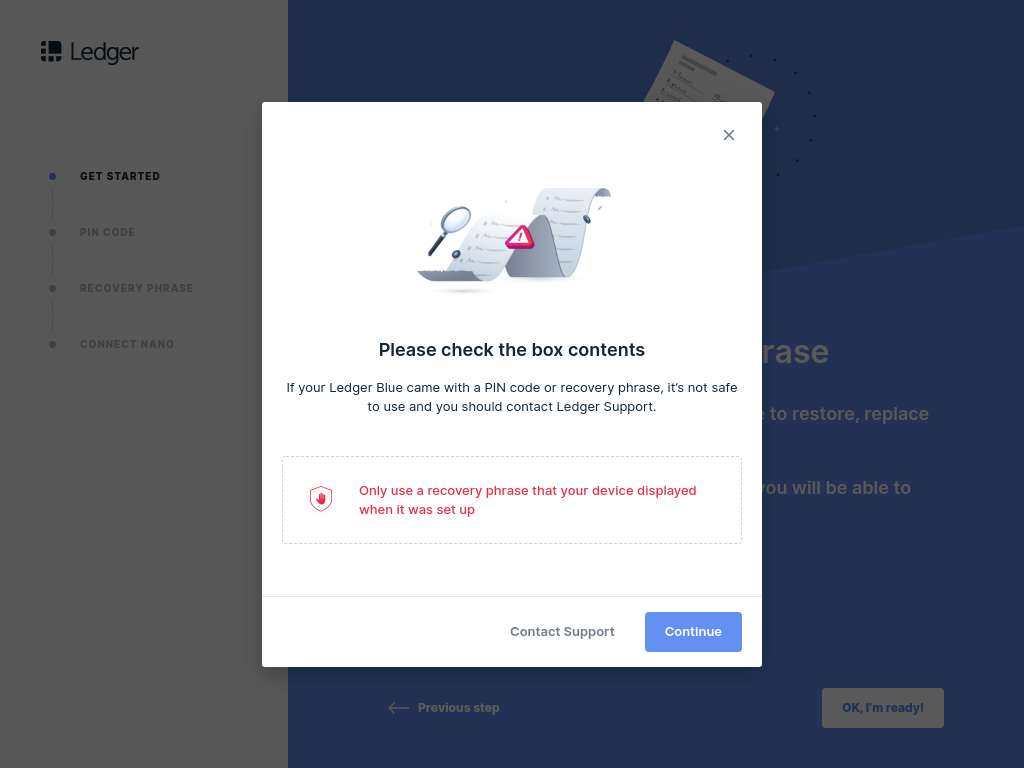 Ledger
GET STARTED
PIN CODE
RECOVERY PHRASE
CONNECT NANO
rase
to restore, replace
you will be able to
Please check the box contents
If your Ledger Blue came with a PIN code or recovery phrase, it’s not safe
to use and you should contact Ledger Support.
Only use a recovery phrase that your device displayed
when it was set up
Contact Support
Continue
Previous step
OK, I’m ready!